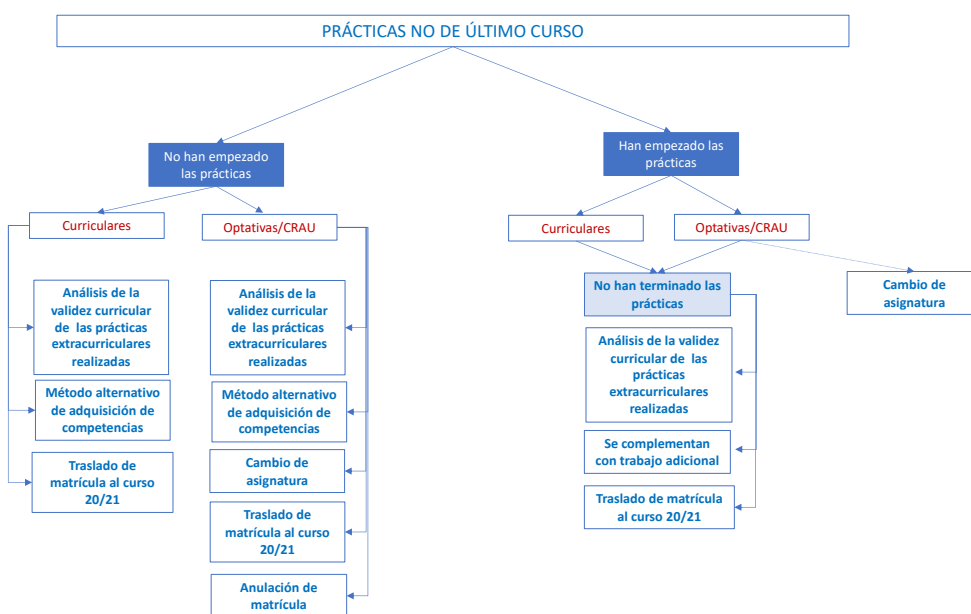 PRÁCTICAS NO DE ÚLTIMO CURSO
No han empezado
las prácticas
Han empezado las
prácticas
Curriculares
Optativas/CRAU
Curriculares
Optativas/CRAU
Análisis de la
validez curricular
de las prácticas
extracurriculares
realizadas
Método alternativo
de adquisición de
competencias
Traslado de
matrícula al curso
20/21
Análisis de la
validez curricular
de las prácticas
extracurriculares
realizadas
Método alternativo
de adquisición de
competencias
Cambio de
asignatura
Traslado de
matrícula al curso
20/21
Anulación de
matrícula
No han terminado las
prácticas
Análisis de la validez
curricular de las
prácticas
extracurriculares
realizadas
Se complementan
con trabajo adicional
Traslado de matrícula
al curso 20/21
Cambio de
asignatura